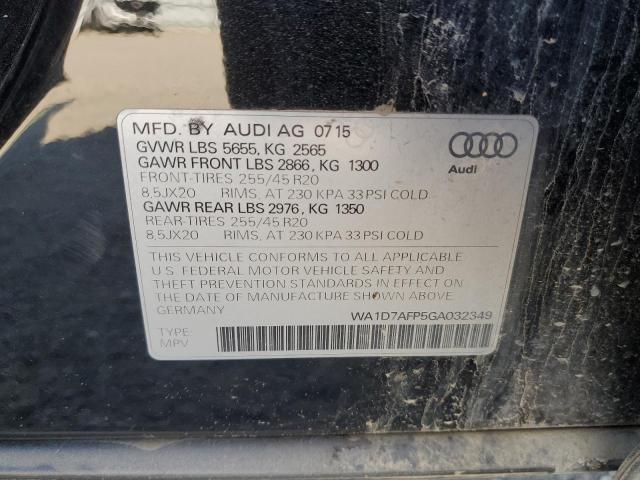 MFD. BY AUDI AG 07 15
GVWR LBS 5655, KG 2565
GAWR FRONT LBS 2866, KG 1300
FRONT-TIRES 255/45 R20
8,5JX20 RIMS, AT 230 KPA 33 PSI COLD
GAWR REAR LBS 2976, KG 1350
REAR-TIRES 255/45 R20
8,5JX20 RIMS, AT 230 KPA 33 PSI COLD
Audi
THIS VEHICLE CONFORMS TO ALL APPLICABLE
U.S. FEDERAL MOTOR VEHICLE SAFETY AND
THEFT PREVENTION STANDARDS IN EFFECT ON
THE DATE OF MANUFACTURE SHOWN ABOVE.
GERMANY
WA1D7AFP5GA032349
TYPE:
MPV